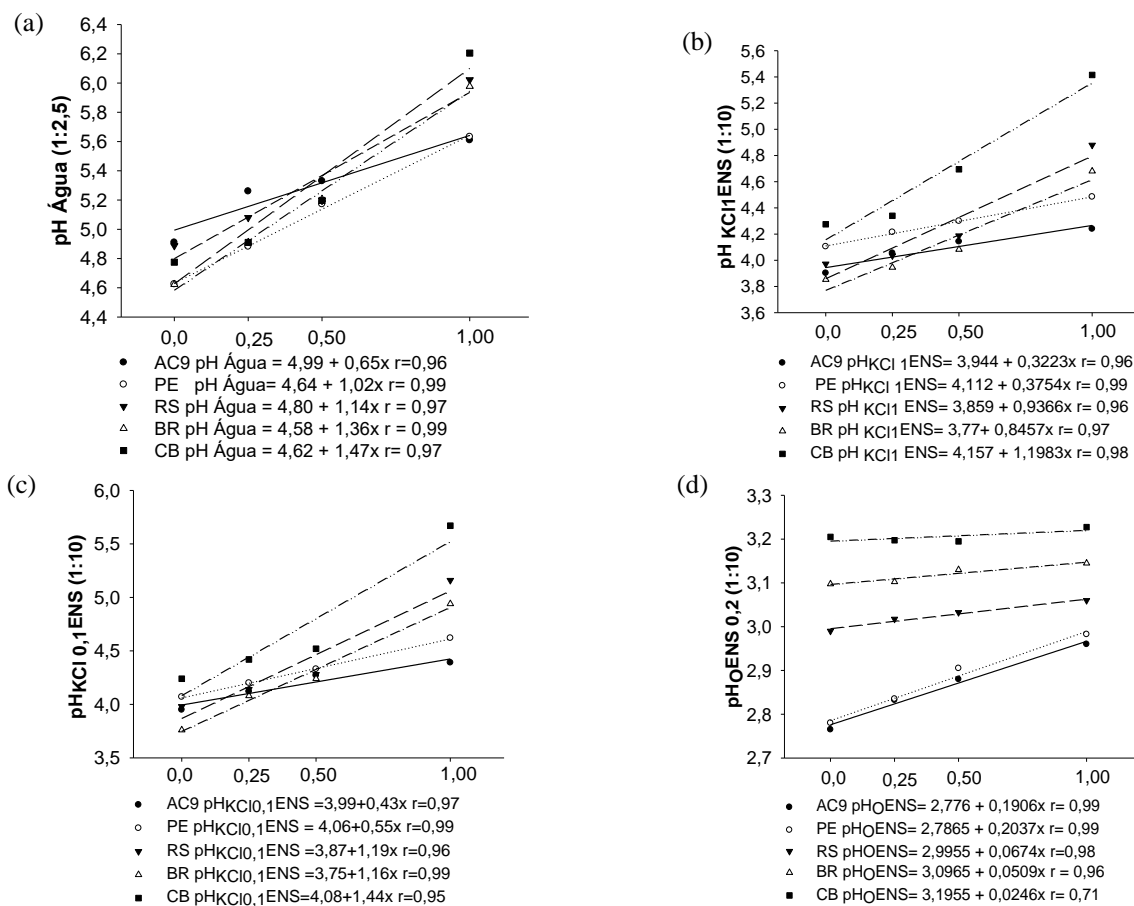 (a)
pH Água (1:2,5)
6,4
6,2
6,0
5,8
5,6
5,4
5,2
5,0
4,8
4,6
4,4
0,0 0,25 0,50 1,00
AC9 pH Água = 4,99 + 0,65x r=0,96
PE pH Água= 4,64 + 1,02x r= 0,99
RS pH Água = 4,80 + 1,14x r = 0,97
BR pH Água = 4,58 + 1,36x r= 0,99
CB pH Água = 4,62 + 1,47x r= 0,97
(b)
pH KCl1ENS (1:10)
5,6
5,4
5,2
5,0
4,8
4,6
4,4
4,2
4,0
3,8
3,6
0,0 0,25 0,50 1,00
AC9 pHKCl 1ENS= 3,944 + 0,3223x r= 0,96
PE pHKCl 1ENS= 4,112 + 0,3754x r= 0,99
RS pH KCl1 ENS= 3,859 + 0,9366x r= 0,96
BR pH KCl1ENS= 3,77+ 0,8457x r= 0,97
CB pH KCl1ENS= 4,157 + 1,1983x r= 0,98
(c)
pHKCl 0,1ENS (1:10)
6,0
5,5
5,0
4,5
4,0
3,5
0,0 0,25 0,50 1,00
AC9 pHKCl0,1ENS =3,99+0,43x r=0,97
PE pHKCl0,1ENS = 4,06+0,55x r=0,99
RS pHKCl0,1ENS =3,87+1,19x r=0,96
BR pHKCl0,1ENS =3,75+1,16x r=0,99
CB pHKCl0,1ENS=4,08+1,44x r=0,95
(d)
pHOENS 0,2 (1:10)
3,3
3,2
3,1
3,0
2,9
2,8
2,7
0,0 0,25 0,50 1,00
AC9 pHOENS= 2,776 + 0,1906x r= 0,99
PE pHOENS= 2,7865 + 0,2037x r= 0,99
RS pHOENS= 2,9955 + 0,0674x r=0,98
BR pHOENS= 3,0965 + 0,0509x r= 0,96
CB pHOENS= 3,1955 + 0,0246x r= 0,71